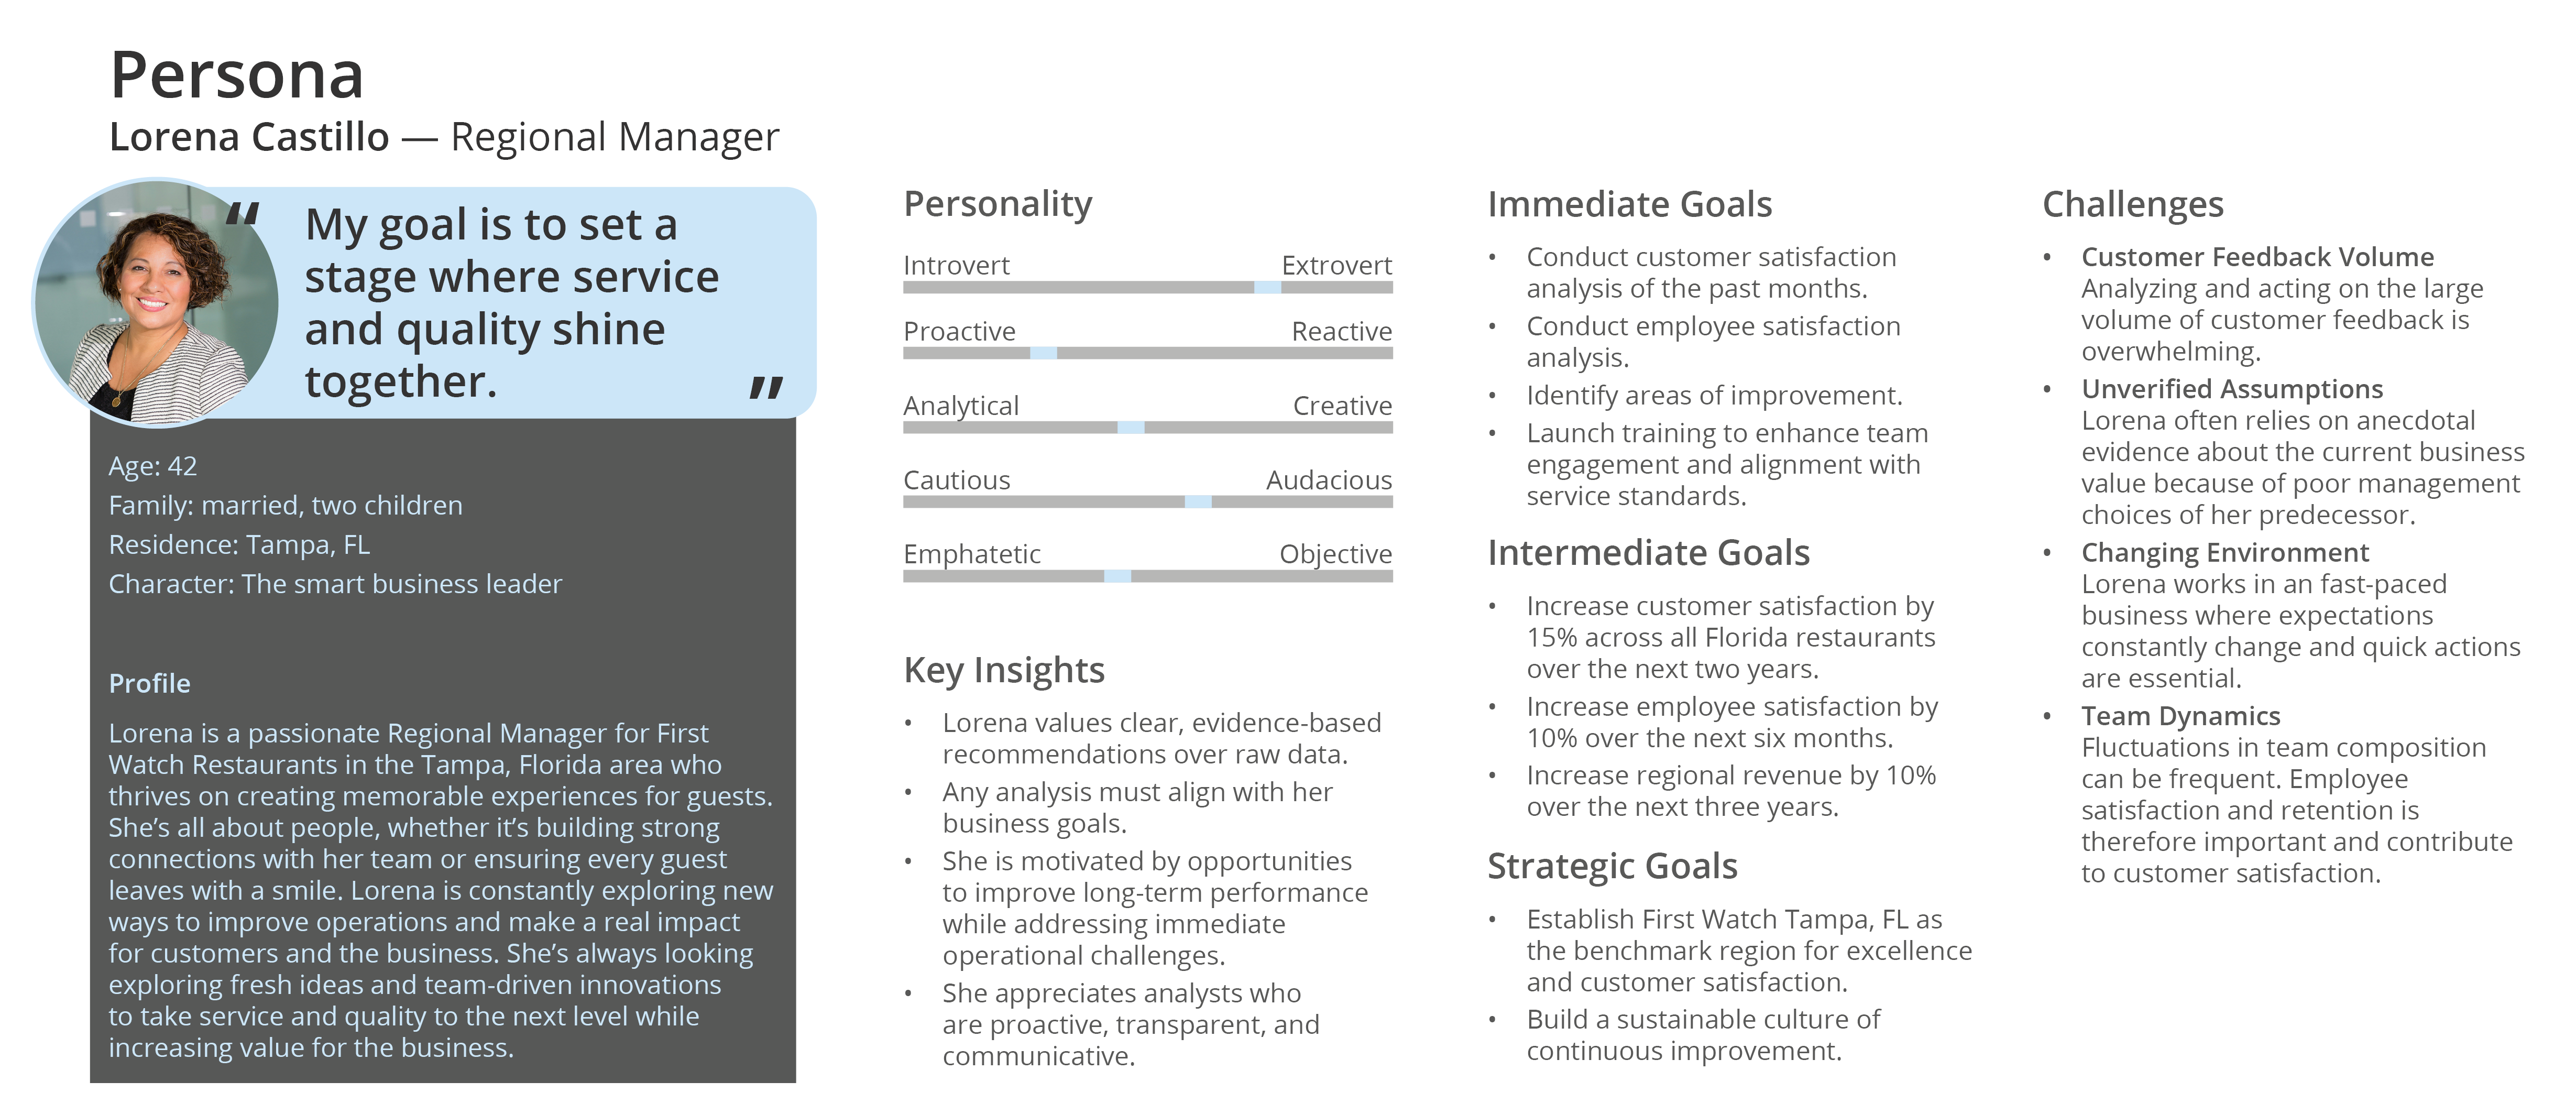 Persona
Lorena Castillo — Regional Manager
“
My goal is to set a
stage where service
and quality shine
together.
”
Age: 42
Family: married, two children
Residence: Tampa, FL
Character: The smart business leader
Profile
Lorena is a passionate Regional Manager for First
Watch Restaurants in the Tampa, Florida area who
thrives on creating memorable experiences for guests.
She’s all about people, whether it’s building strong
connections with her team or ensuring every guest
leaves with a smile. Lorena is constantly exploring new
ways to improve operations and make a real impact
for customers and the business. She’s always looking
exploring fresh ideas and team-driven innovations
to take service and quality to the next level while
increasing value for the business.
Personality
Introvert Extrovert
Proactive Reactive
Analytical Creative
Cautious Audacious
Emphatetic Objective
Key Insights
• Lorena values clear, evidence-based
recommendations over raw data.
• Any analysis must align with her
business goals.
• She is motivated by opportunities
to improve long-term performance
while addressing immediate
operational challenges.
• She appreciates analysts who
are proactive, transparent, and
communicative.
Immediate Goals
• Conduct customer satisfaction
analysis of the past months.
• Conduct employee satisfaction
analysis.
• Identify areas of improvement.
• Launch training to enhance team
engagement and alignment with
service standards.
Intermediate Goals
• Increase customer satisfaction by
15% across all Florida restaurants
over the next two years.
• Increase employee satisfaction by
10% over the next six months.
• Increase regional revenue by 10%
over the next three years.
Strategic Goals
• Establish First Watch Tampa, FL as
the benchmark region for excellence
and customer satisfaction.
• Build a sustainable culture of
continuous improvement.
Challenges
• Customer Feedback Volume
Analyzing and acting on the large
volume of customer feedback is
overwhelming.
• Unverified Assumptions
Lorena often relies on anecdotal
evidence about the current business
value because of poor management
choices of her predecessor.
• Changing Environment
Lorena works in an fast-paced
business where expectations
constantly change and quick actions
are essential.
• Team Dynamics
Fluctuations in team composition
can be frequent. Employee
satisfaction and retention is
therefore important and contribute
to customer satisfaction.